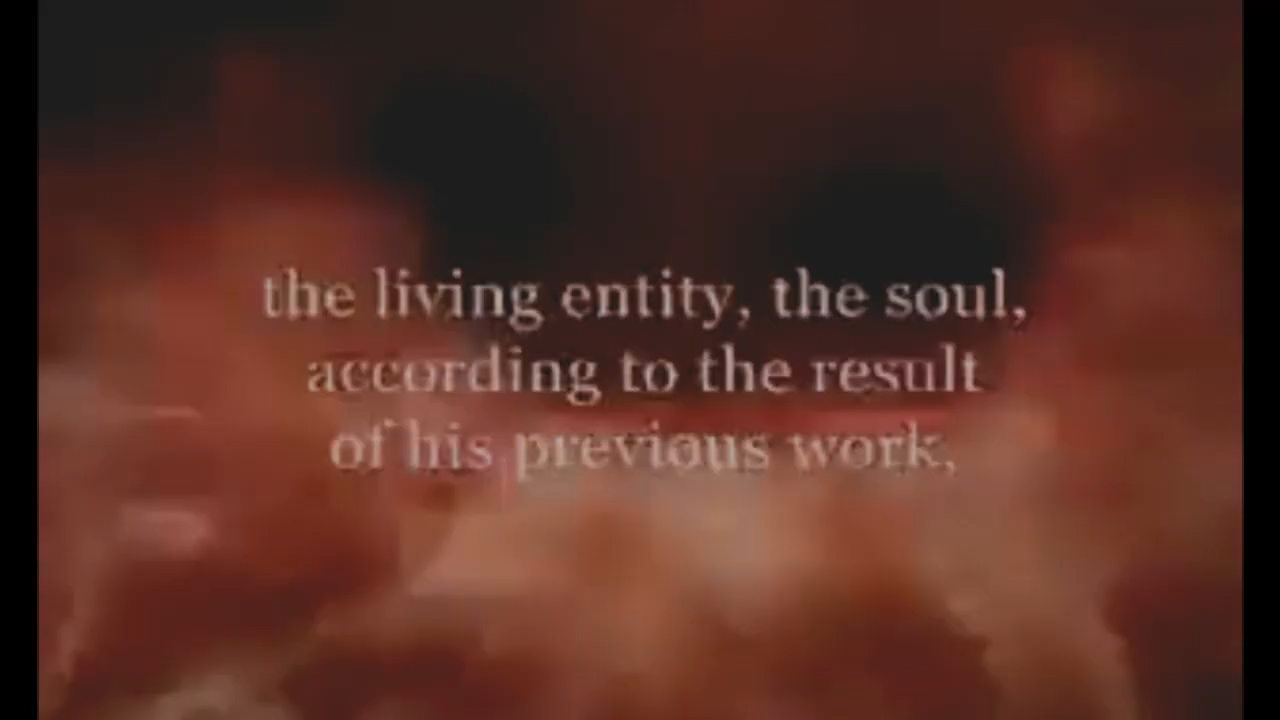 the living entity, the soul,
according to the result
of his previous work,